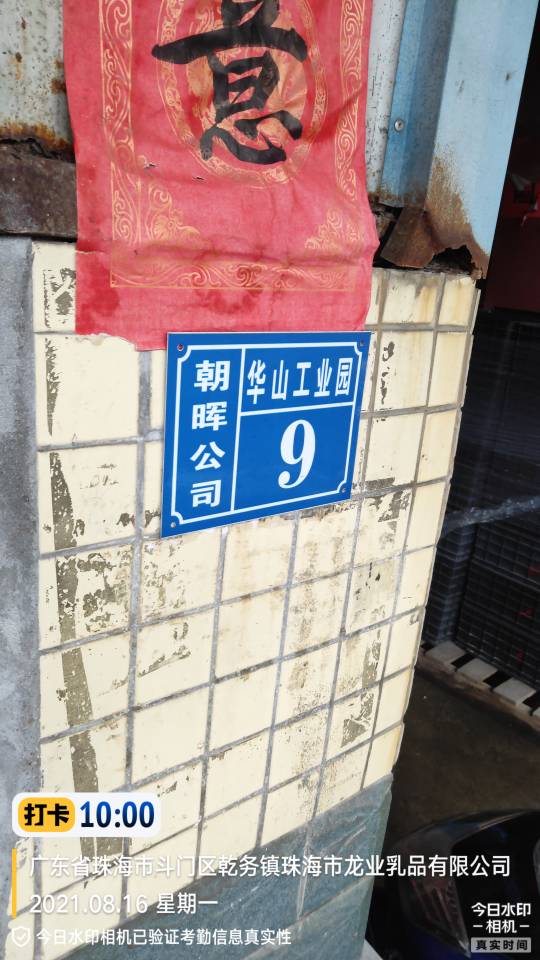 意
朝晖公司
华山工业园
9
打卡 10:00
广东省珠海市斗门区乾务镇珠海市龙业乳品有限公司
2021.08.16 星期一
今日水印相机已验证考勤信息真实性
今日水印
-相机-
真实时间